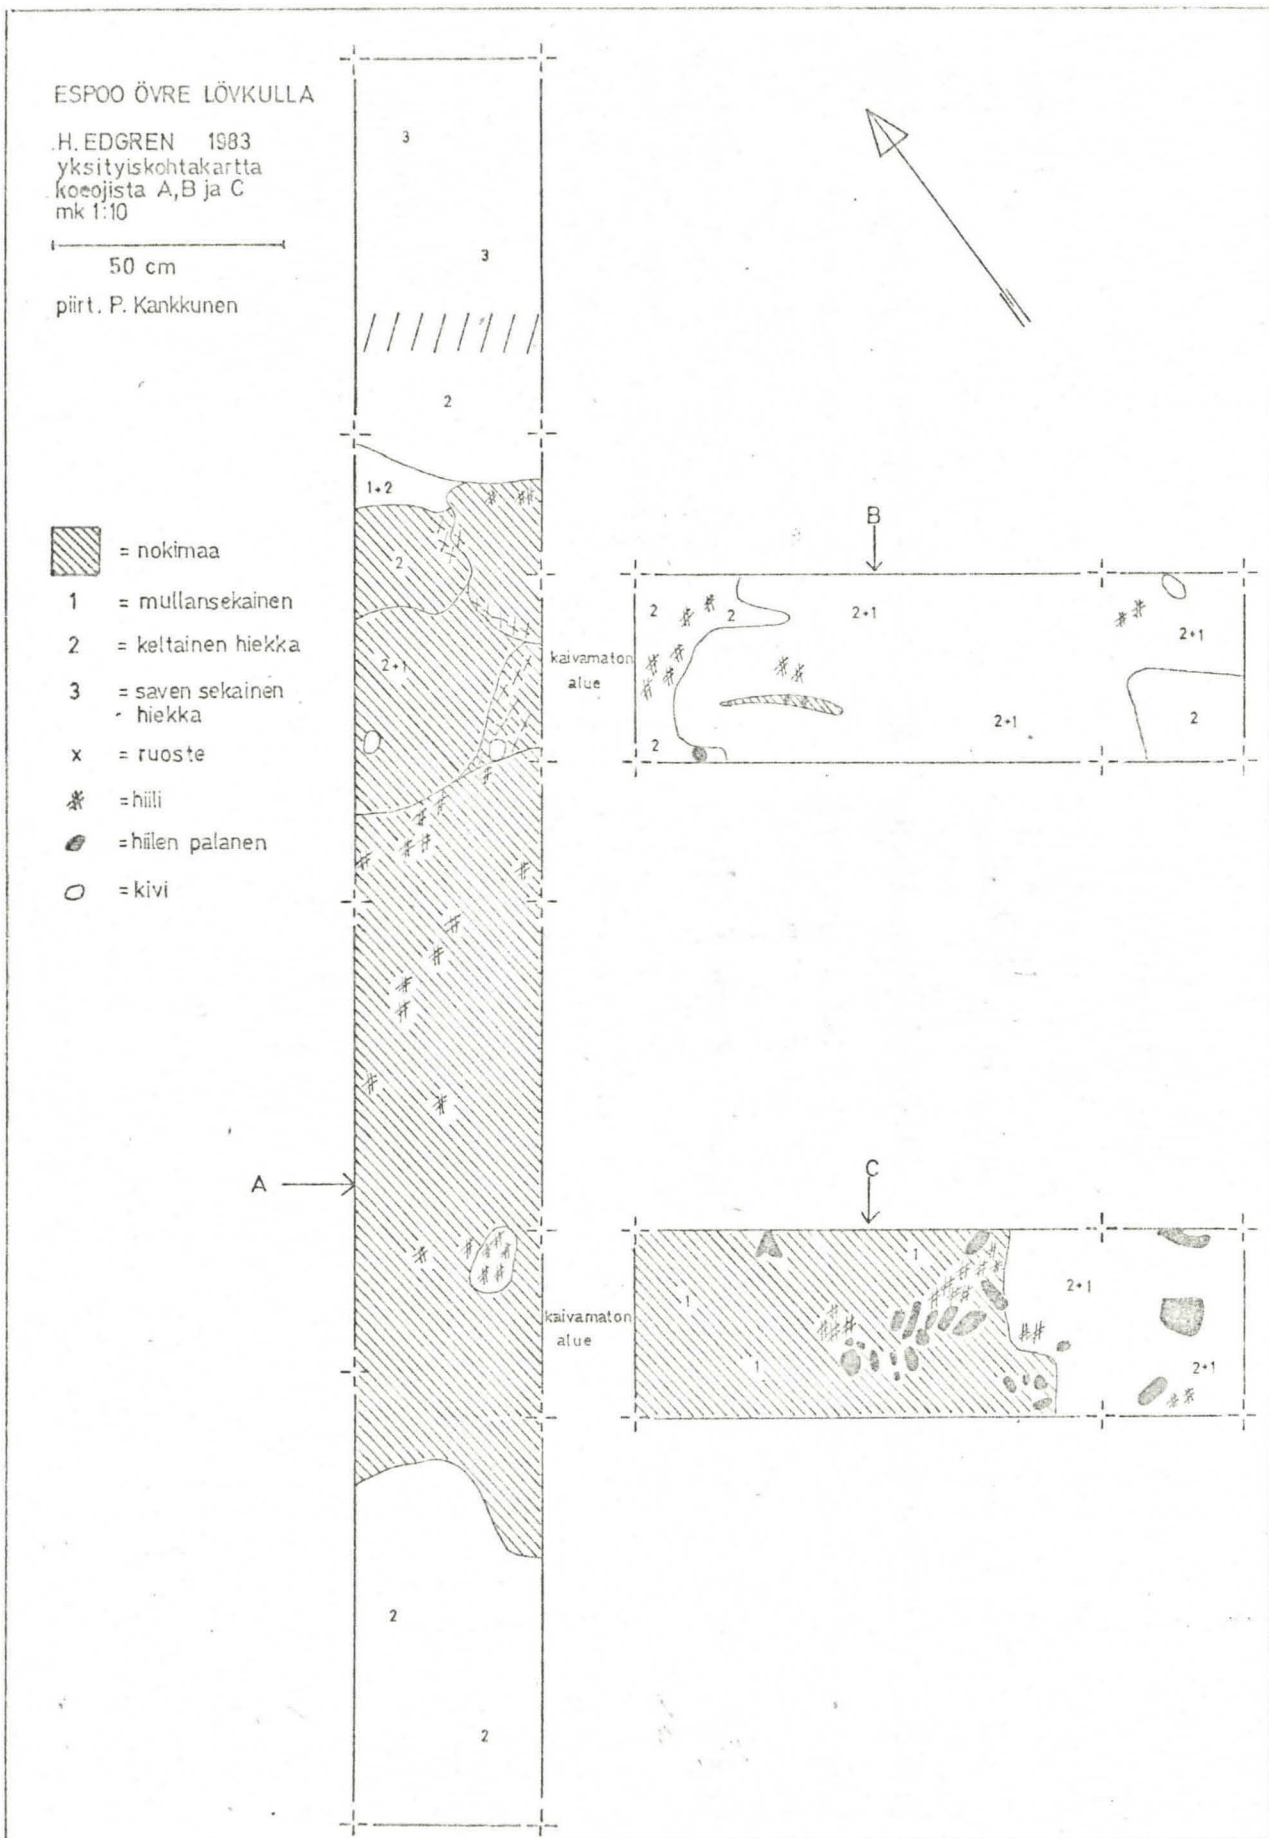 ESPOO ÖVRE LÖVKULLA
H. EDGREN 1983
yksityiskohtakartta
koeojista A,B ja C
mk 1:10
50 cm
piirt. P. Kankkunen
= nokimaa
1 = mullansekainen
2 = keltainen hiekka
3 = saven sekainen
hiekka
x = ruoste
= hiili
= hiilen palanen
= kivi
3
3
2
1+2
2
2+1
A
2
2
kaivamaton
alue
B
2
2
2+1
2+1
2
2+1
2
kaivamaton
alue
C
1
1
1
2+1
2+1